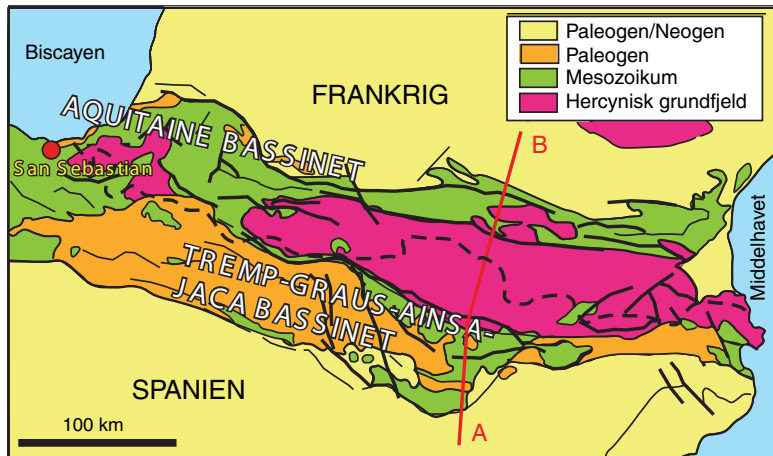 Biscayen
FRANKRIG
Paleogen/Neogen
Paleogen
Mesozoikum
Hercynisk grundfjeld
AQUITAINE BASSINET
B
San Sebastian
Middelhavet
TREMP-GRAUS-AINSA-
JACA BASSINET
SPANIEN
100 km
A